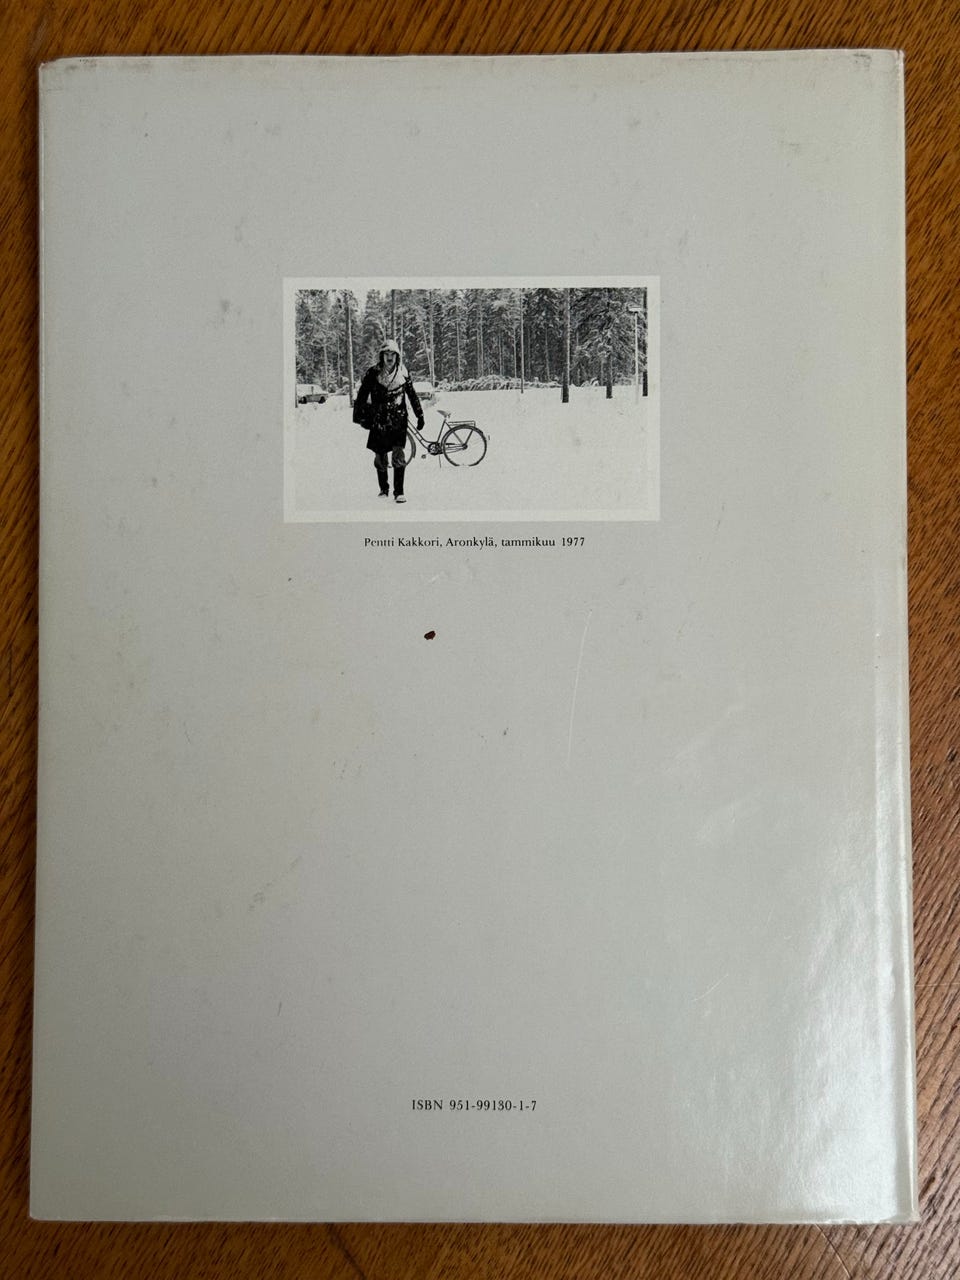 Pentti Kakkori, Aronkylä, tammikuu 1977
ISBN 951-99130-1-7